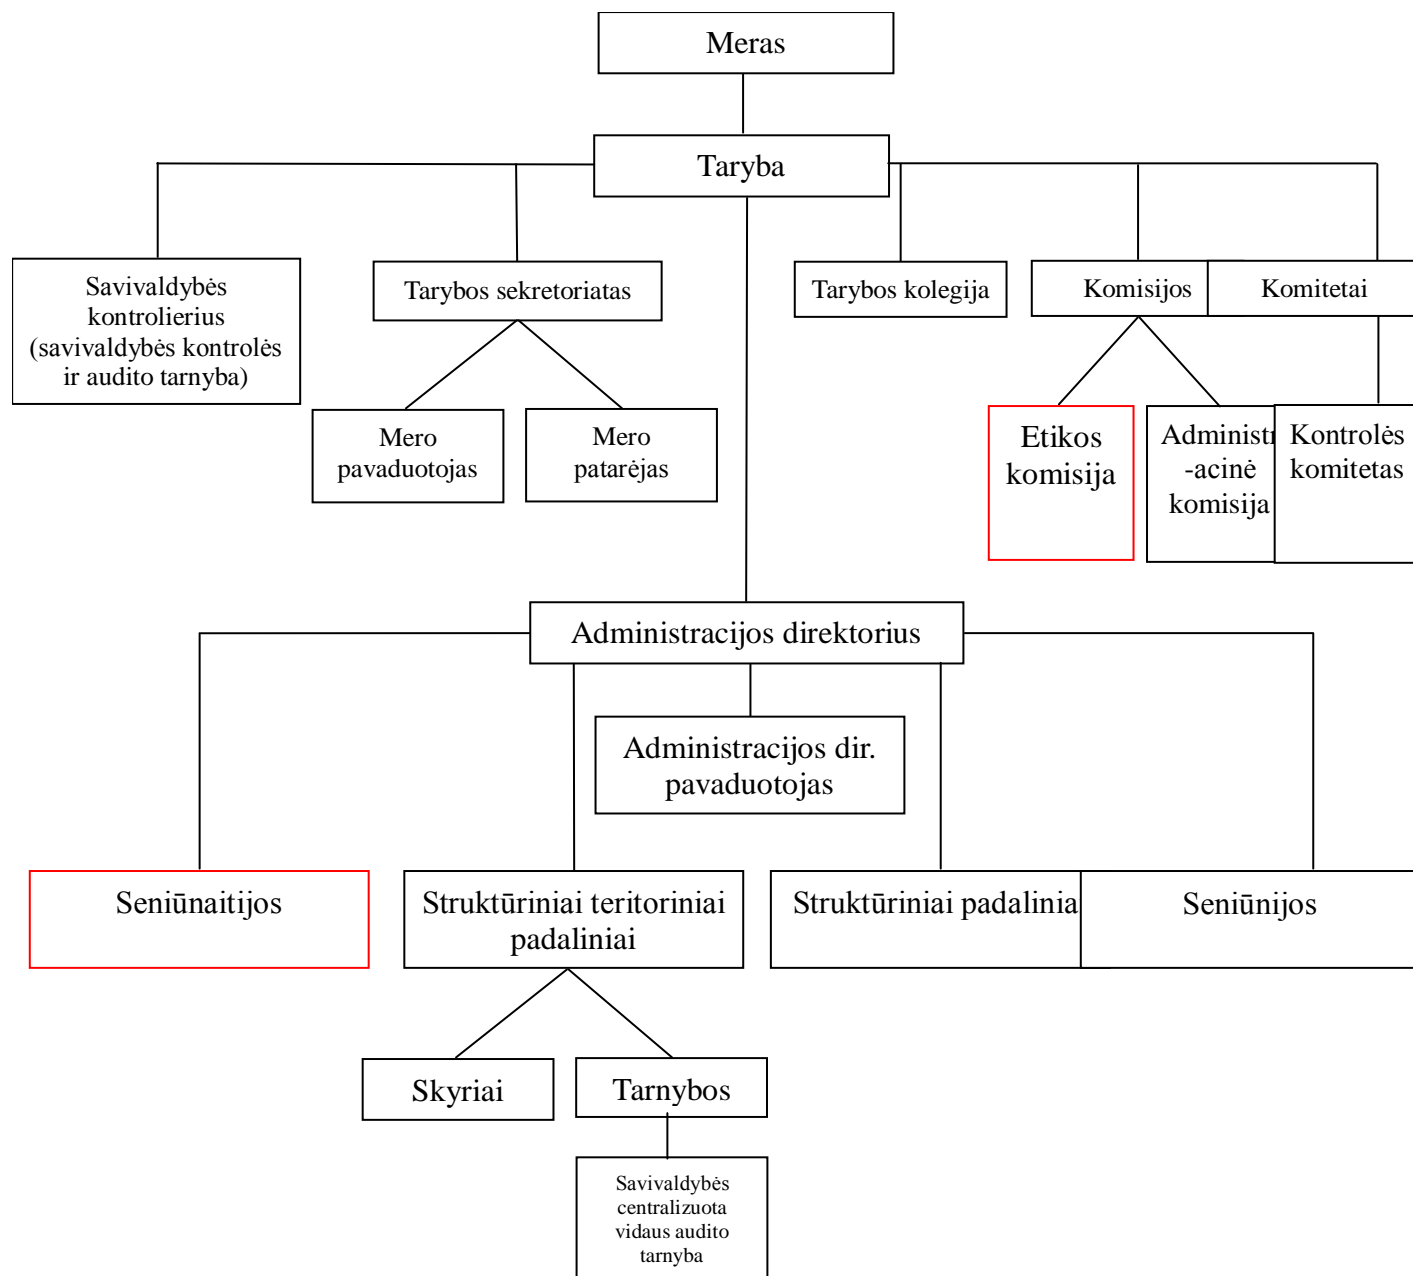 Meras
Taryba
Savivaldybės
kontrolierius
(savivaldybės kontrolės
ir audito tarnyba)
Tarybos sekretoriatas
Tarybos kolegija
Komisijos
Komitetai
Mero
pavaduotojas
Mero
patarėjas
Etikos
komisija
Administr
-acinė
komisija
Kontrolės
komitetas
Administracijos direktorius
Administracijos dir.
pavaduotojas
Seniūnaitijos
Struktūriniai teritoriniai
padaliniai
Struktūriniai padalinia
Seniūnijos
Skyriai
Tarnybos
Savivaldybės
centralizuota
vidaus audito
tarnyba